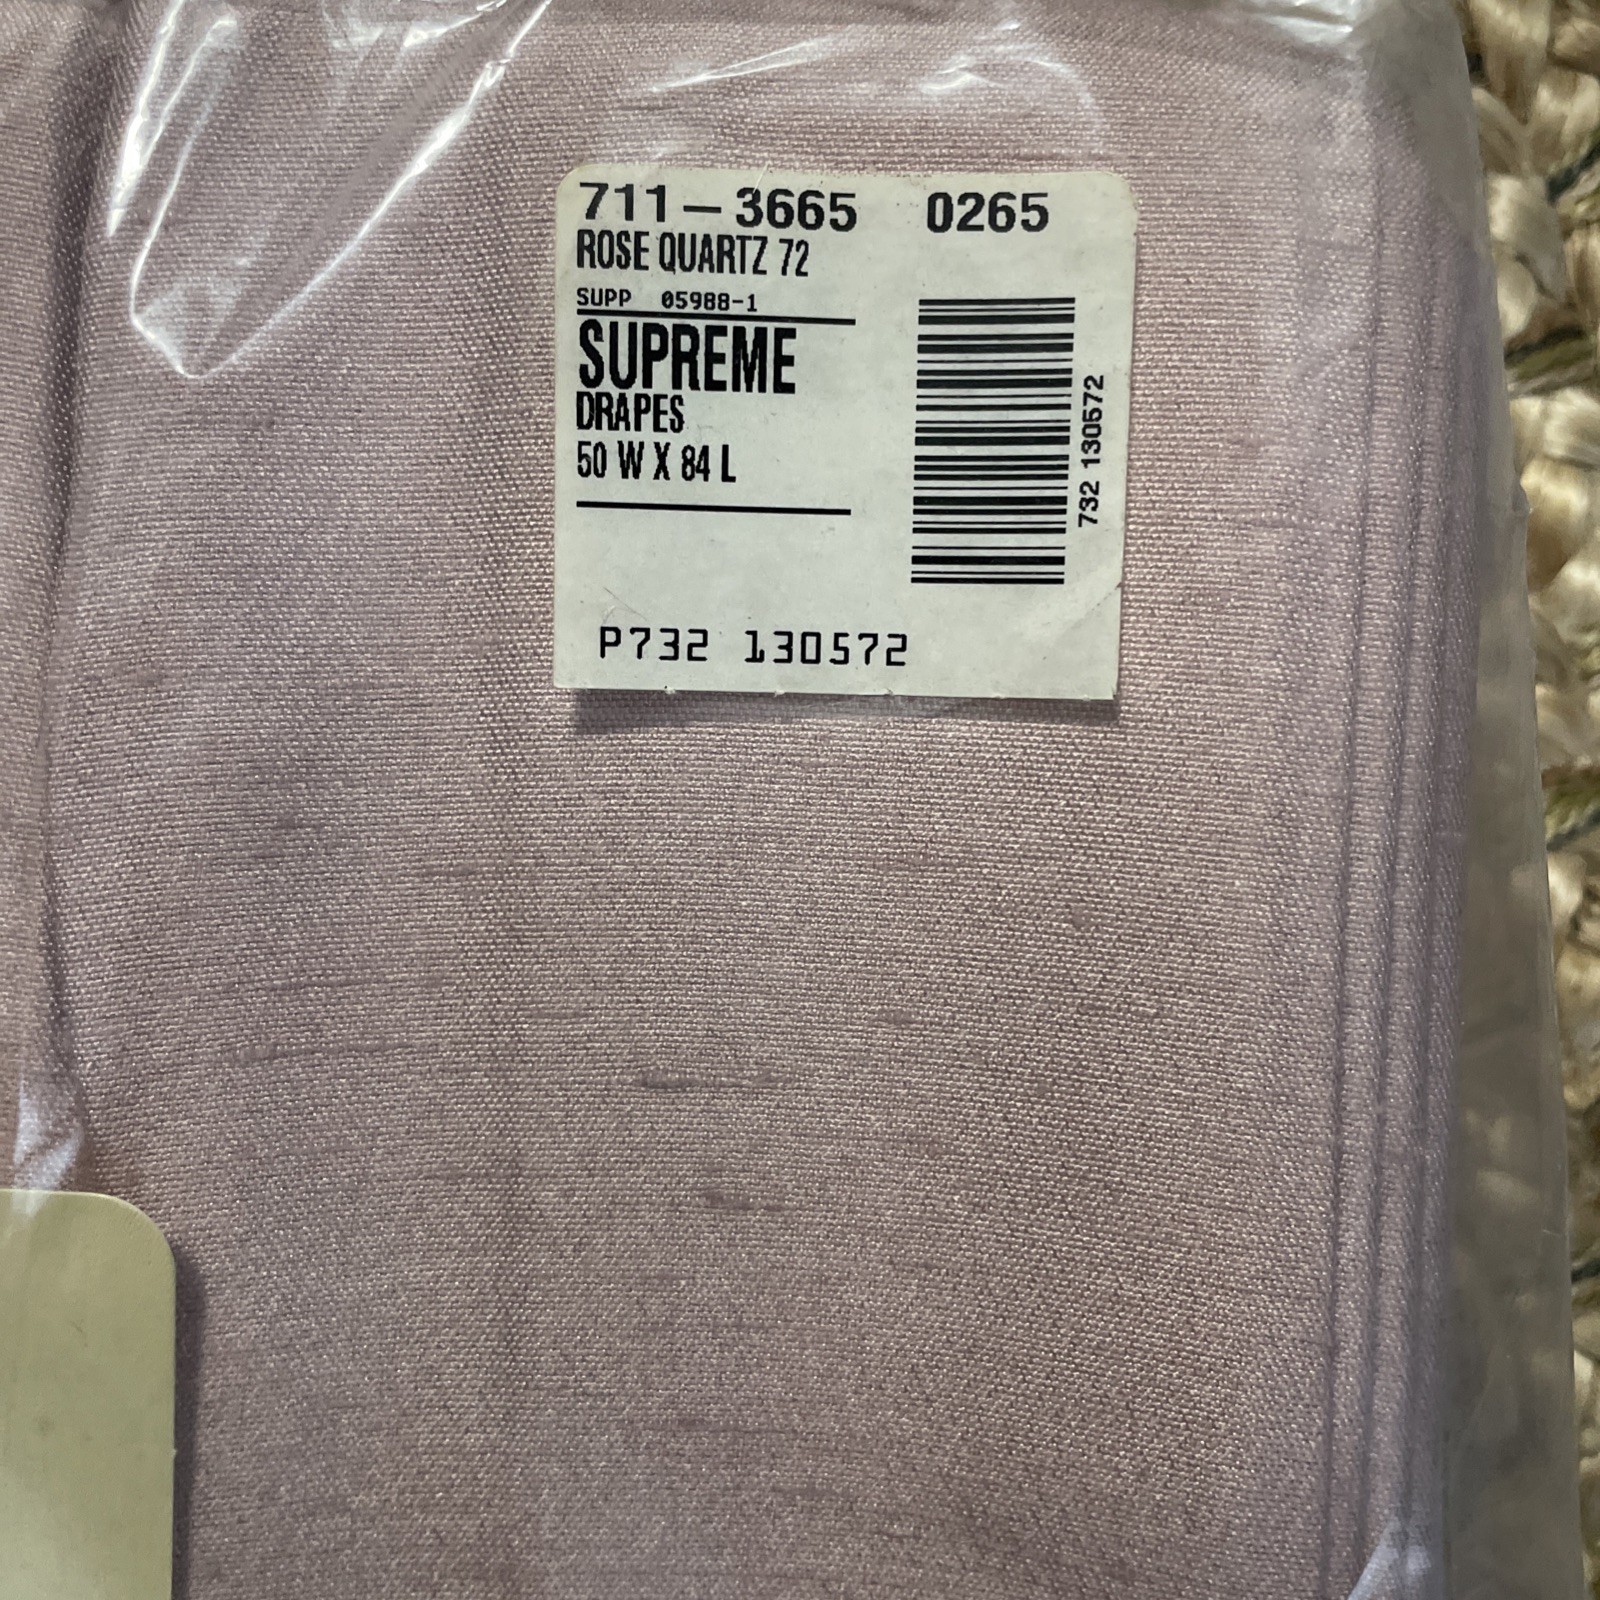 711-3665 0265
ROSE QUARTZ 72
SUPP 05988-1
SUPREME
DRAPES
50 W X 84 L
732 130572
P732 130572